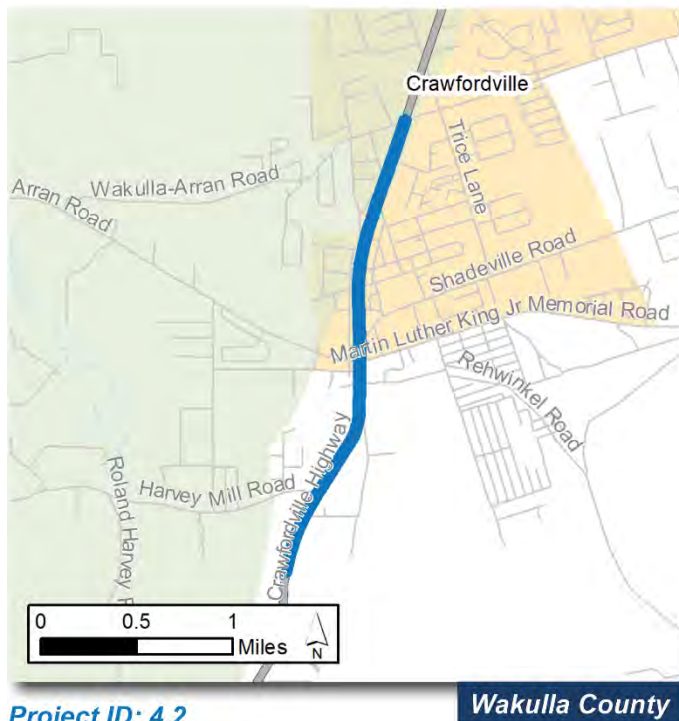 Crawfordville
Trice Lane
Wakulla-Arran Road
Arran Road
Shadeville Road
Martin Luther King Jr Memorial Road
Rehwinkel Road
Crawfordville Highway
Harvey Mill Road
Roland Harvey
0 0.5 1
Miles
N
Wakulla County
Project ID: 4.2